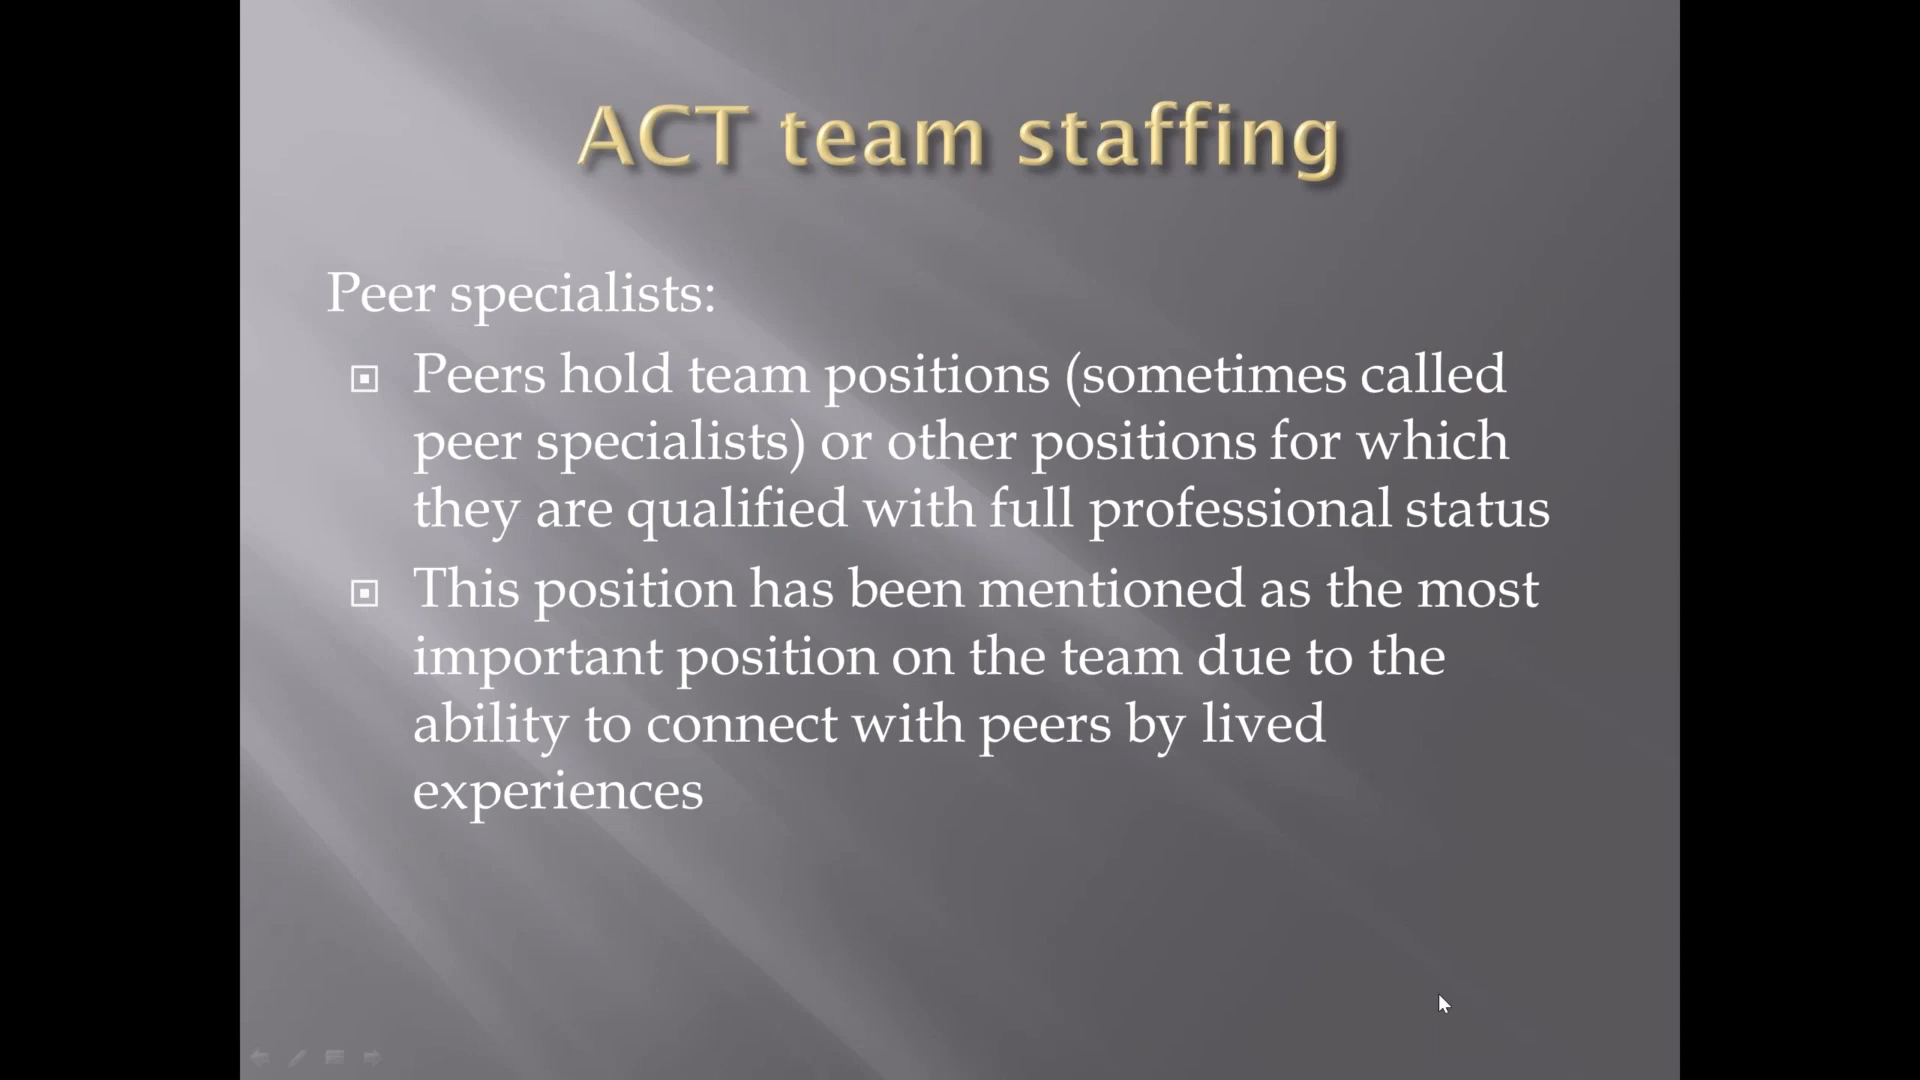 ACT team staffing
Peer specialists:
Peers hold team positions (sometimes called
peer specialists) or other positions for which
they are qualified with full professional status
This position has been mentioned as the most
important position on the team due to the
ability to connect with peers by lived
experiences